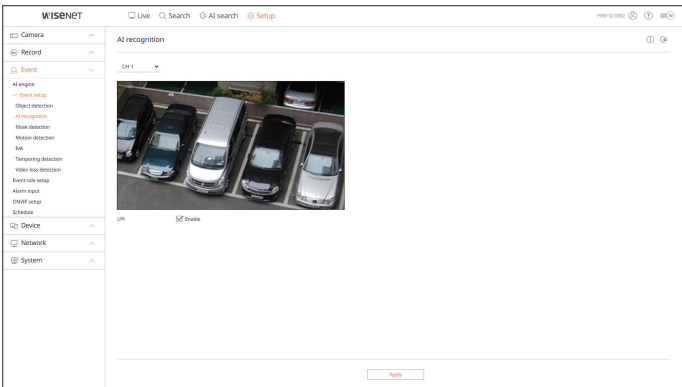 WISENET
Live
Search
AI search
Setup
Camera
Record
Event
AI engine
Event setup
Object detection
AI recognition
Mask detection
Motion detection
IVA
Tampering detection
Video loss detection
Event rule setup
Alarm input
ONVIF setup
Schedule
Device
Network
System
AI recognition
CH 1
LPR
Enable
Apply